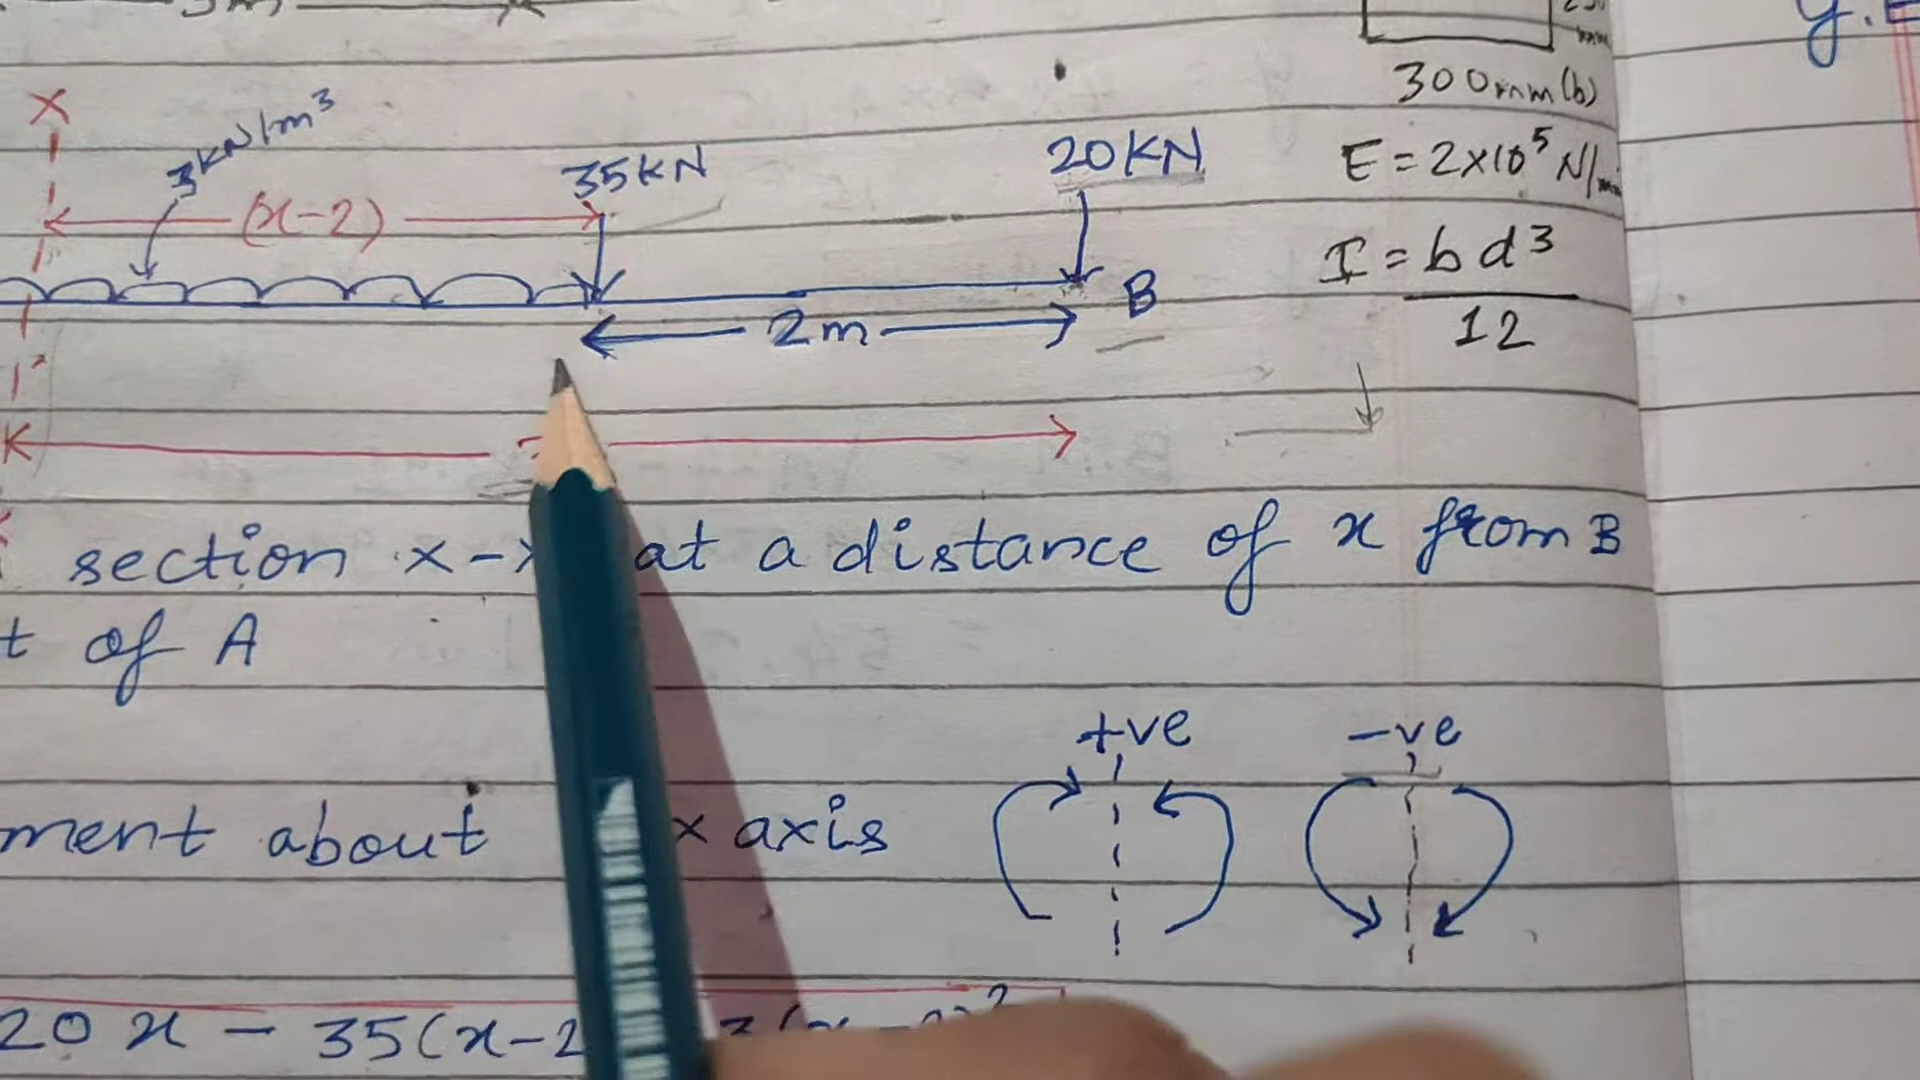 300mm(b)
X
3KN/m³
35KN
20KN
E = 2×10⁵ N/
(x-2)
I = bd³
12
B
2m
section x-x at a distance of x from B
t of A
+ve
-ve
ment about x axis
20x - 35(x-2